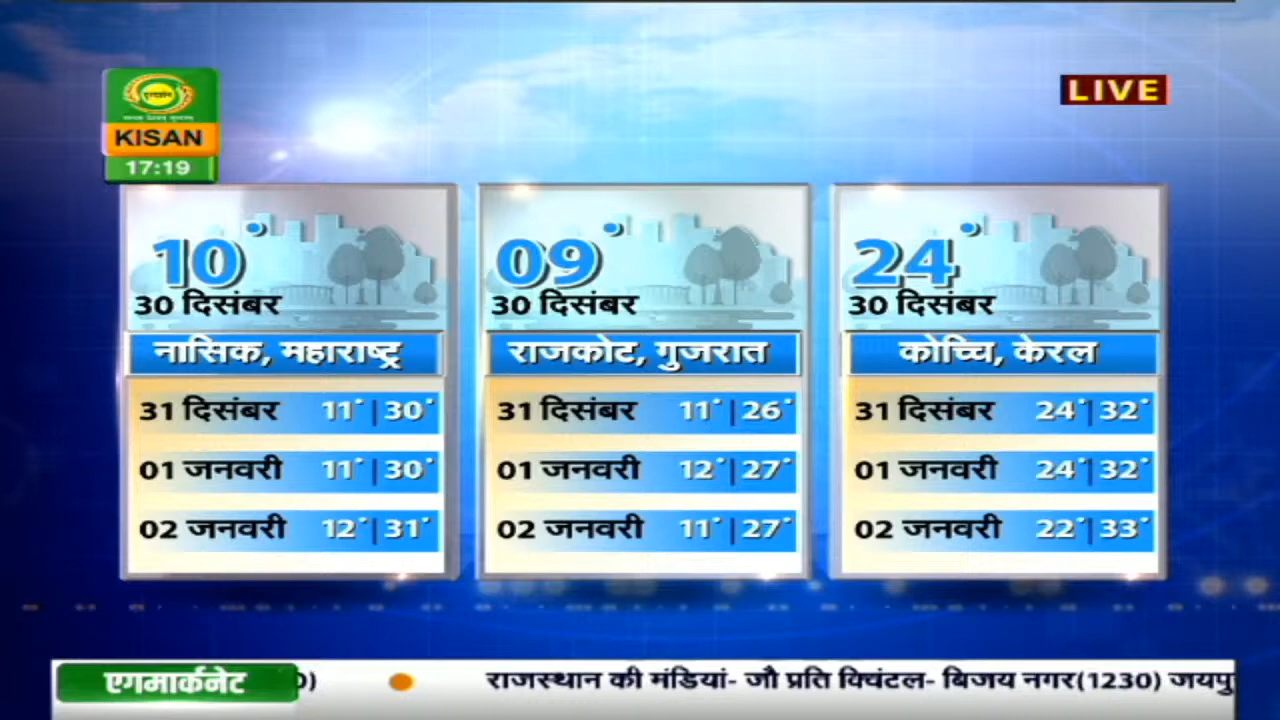 LIVE
KISAN
17:19
10°
30 दिसंबर
नासिक, महाराष्ट्र
31 दिसंबर 11° | 30°
01 जनवरी 11° | 30°
02 जनवरी 12° | 31°
09°
30 दिसंबर
राजकोट, गुजरात
31 दिसंबर 11° | 26°
01 जनवरी 12° | 27°
02 जनवरी 11° | 27°
24°
30 दिसंबर
कोच्चि, केरल
31 दिसंबर 24° | 32°
01 जनवरी 24° | 32°
02 जनवरी 22° | 33°
एगमार्कनेट 0) राजस्थान की मंडियां- जौ प्रति क्विंटल- बिजय नगर(1230) जयपु